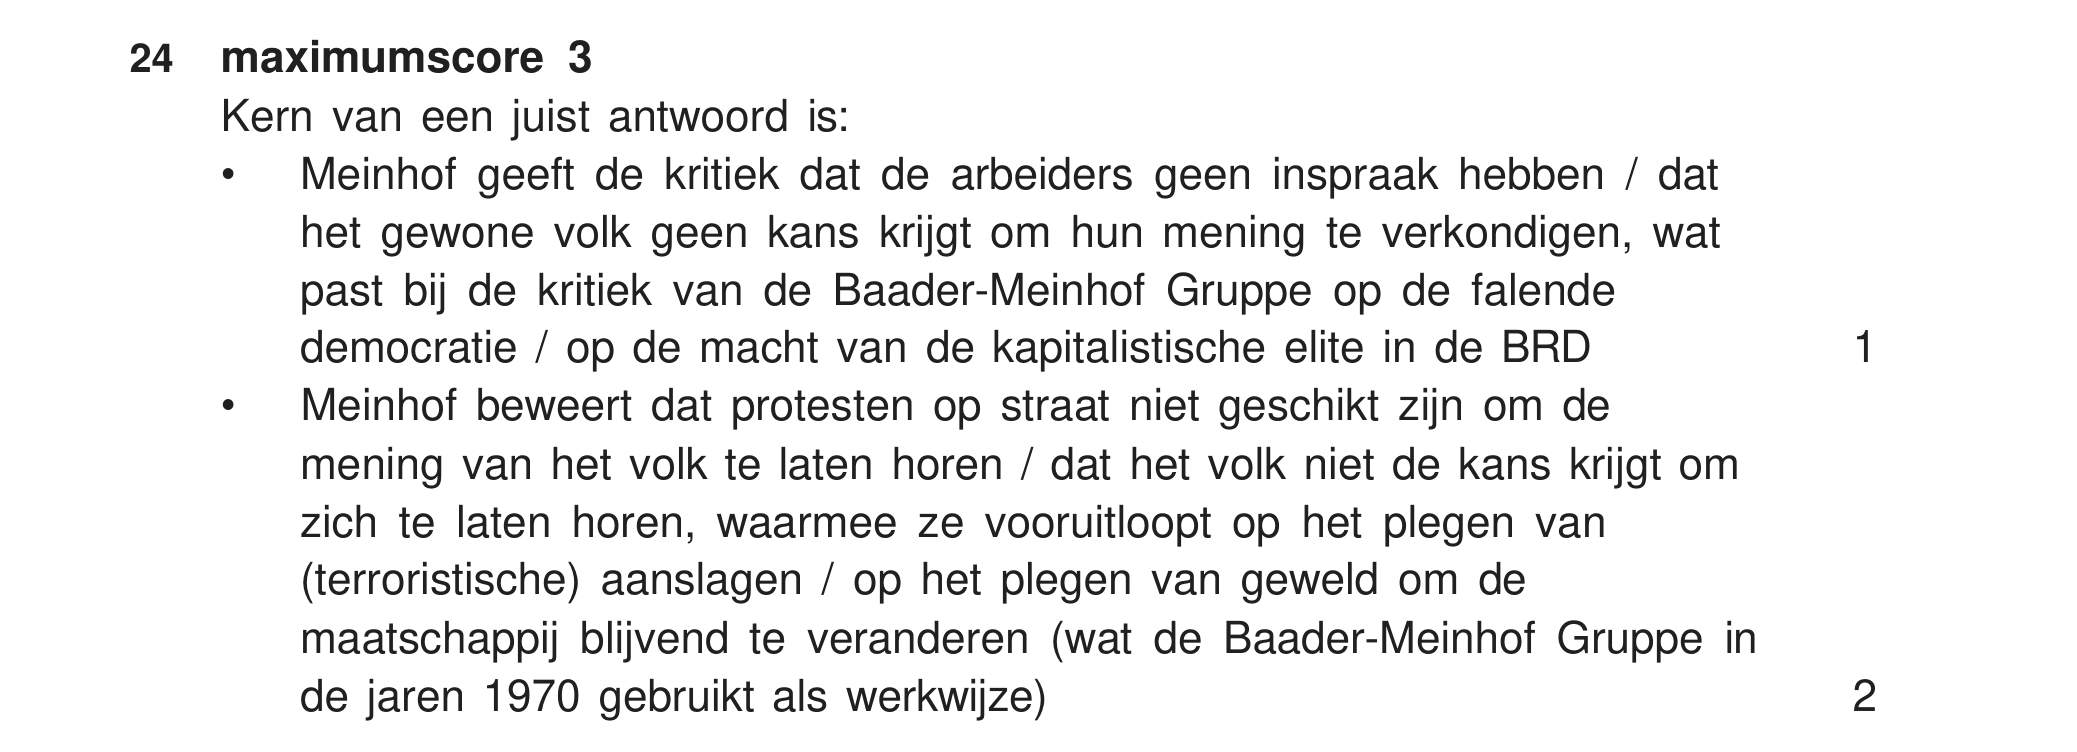 24 maximumscore 3
Kern van een juist antwoord is:
• Meinhof geeft de kritiek dat de arbeiders geen inspraak hebben / dat
het gewone volk geen kans krijgt om hun mening te verkondigen, wat
past bij de kritiek van de Baader-Meinhof Gruppe op de falende
democratie / op de macht van de kapitalistische elite in de BRD 1
• Meinhof beweert dat protesten op straat niet geschikt zijn om de
mening van het volk te laten horen / dat het volk niet de kans krijgt om
zich te laten horen, waarmee ze vooruitloopt op het plegen van
(terroristische) aanslagen / op het plegen van geweld om de
maatschappij blijvend te veranderen (wat de Baader-Meinhof Gruppe in
de jaren 1970 gebruikt als werkwijze) 2